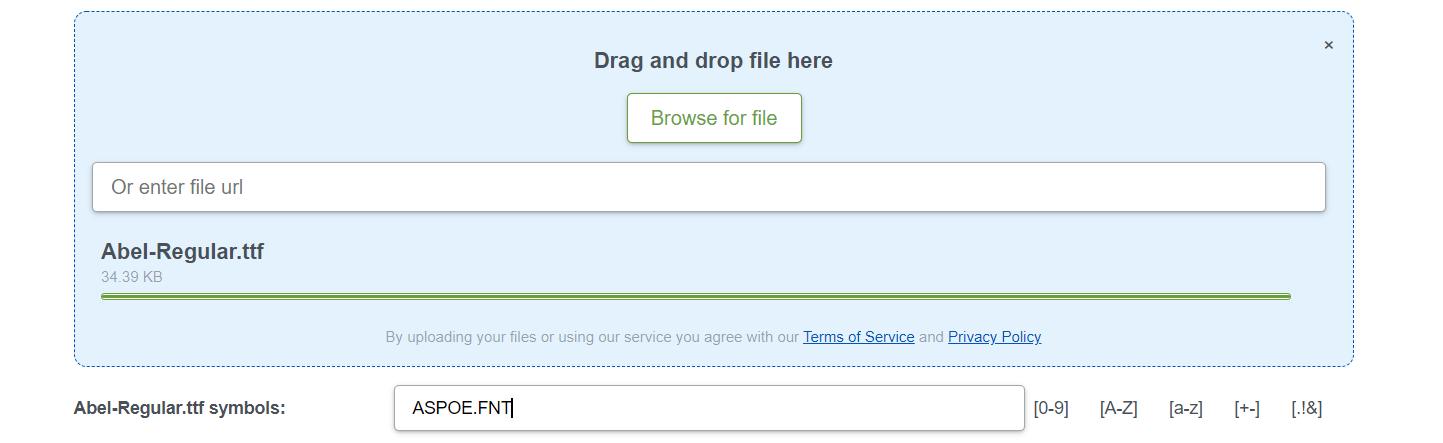 ×
Drag and drop file here
Browse for file
Or enter file url
Abel-Regular.ttf
34.39 KB
By uploading your files or using our service you agree with our Terms of Service and Privacy Policy
Abel-Regular.ttf symbols: ASPOE.FNT [0-9] [A-Z] [a-z] [+-] [.!&]